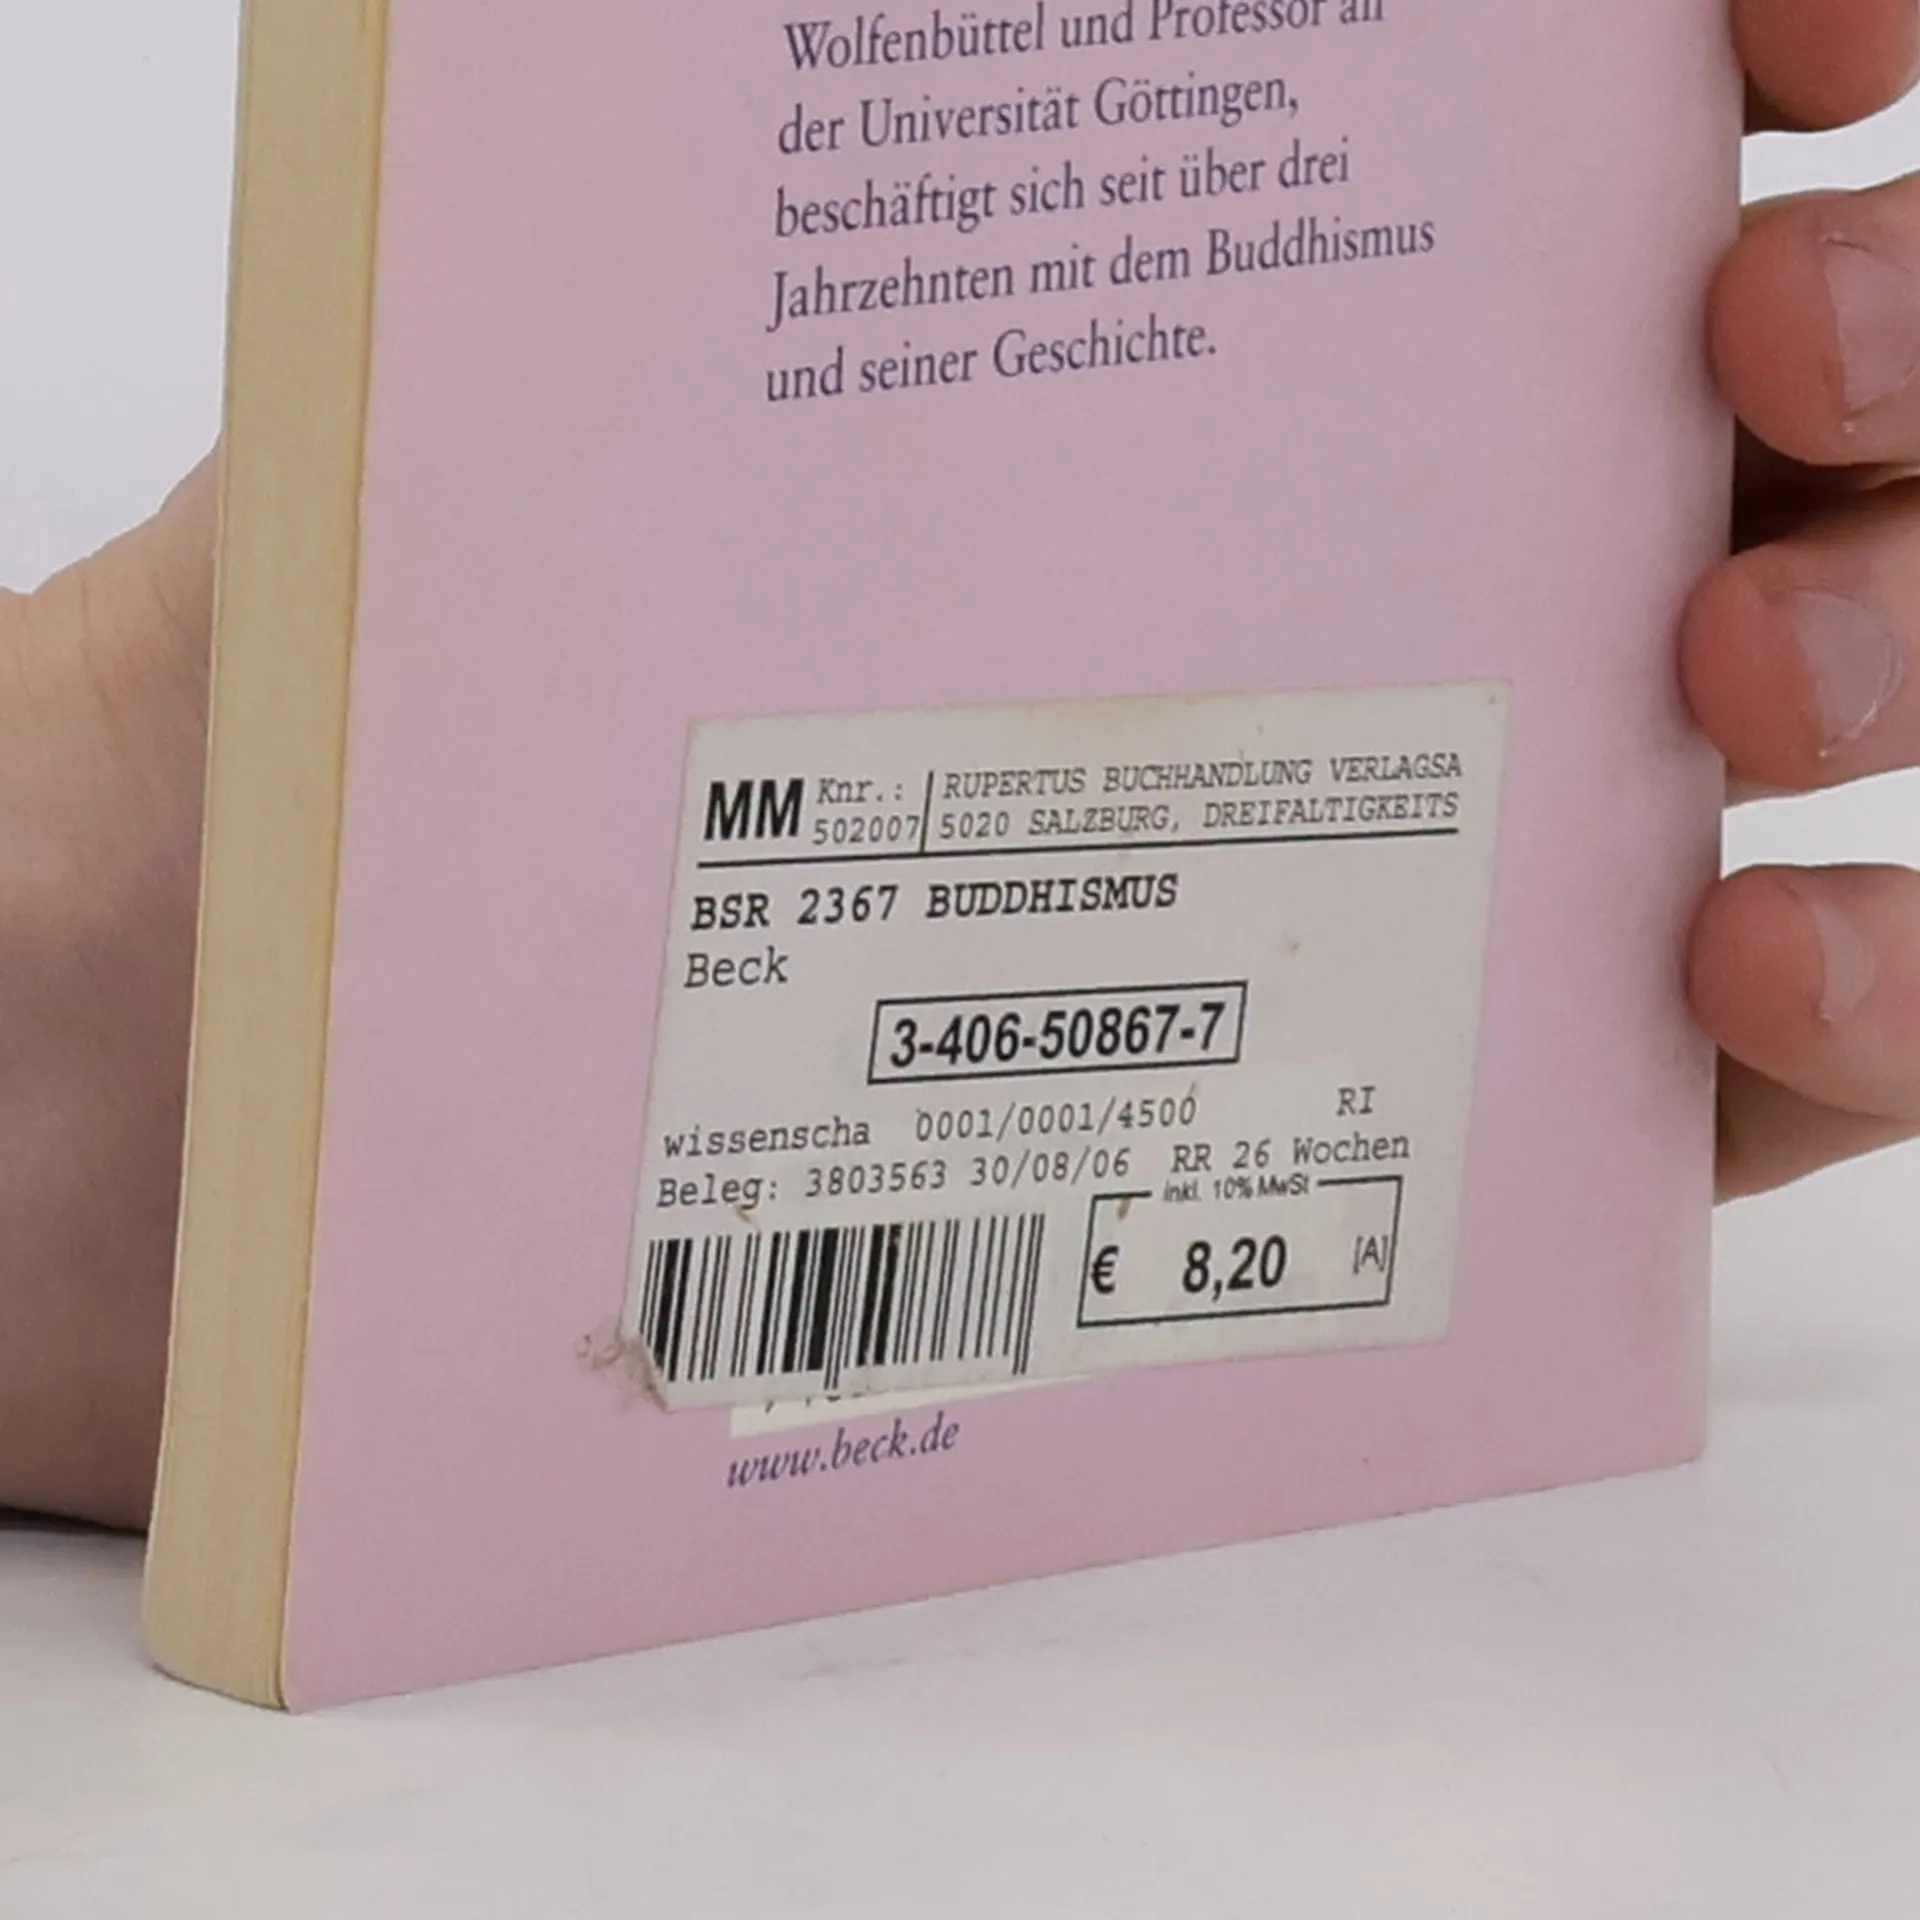 Wolfenbüttel und Professor an
der Universität Göttingen,
beschäftigt sich seit über drei
Jahrzehnten mit dem Buddhismus
und seiner Geschichte.
MM Knr.: RUPERTUS BUCHHANDLUNG VERLAGSA
502007 5020 SALZBURG, DREIFALTIGKEITS
BSR 2367 BUDDHISMUS
Beck
3-406-50867-7
wissenscha 0001/0001/4500 RI
Beleg: 3803563 30/08/06 RR 26 Wochen
inkl. 10% MwSt
€ 8,20 [A]
www.beck.de